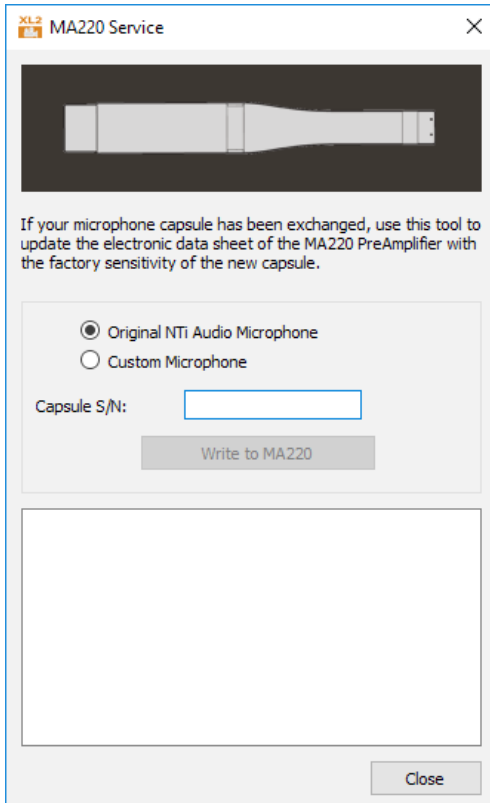 XL2
MA220 Service
If your microphone capsule has been exchanged, use this tool to
update the electronic data sheet of the MA220 PreAmplifier with
the factory sensitivity of the new capsule.
Original NTi Audio Microphone
Custom Microphone
Capsule S/N:
Write to MA220
Close